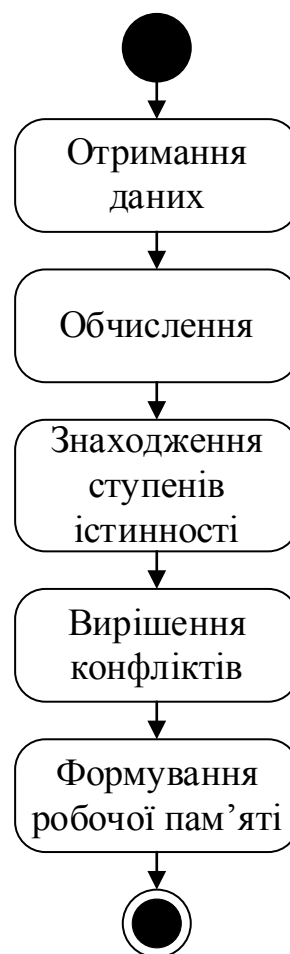 Отримання
даних
Обчислення
Знаходження
ступенів
істинності
Вирішення
конфліктів
Формування
робочої пам’яті